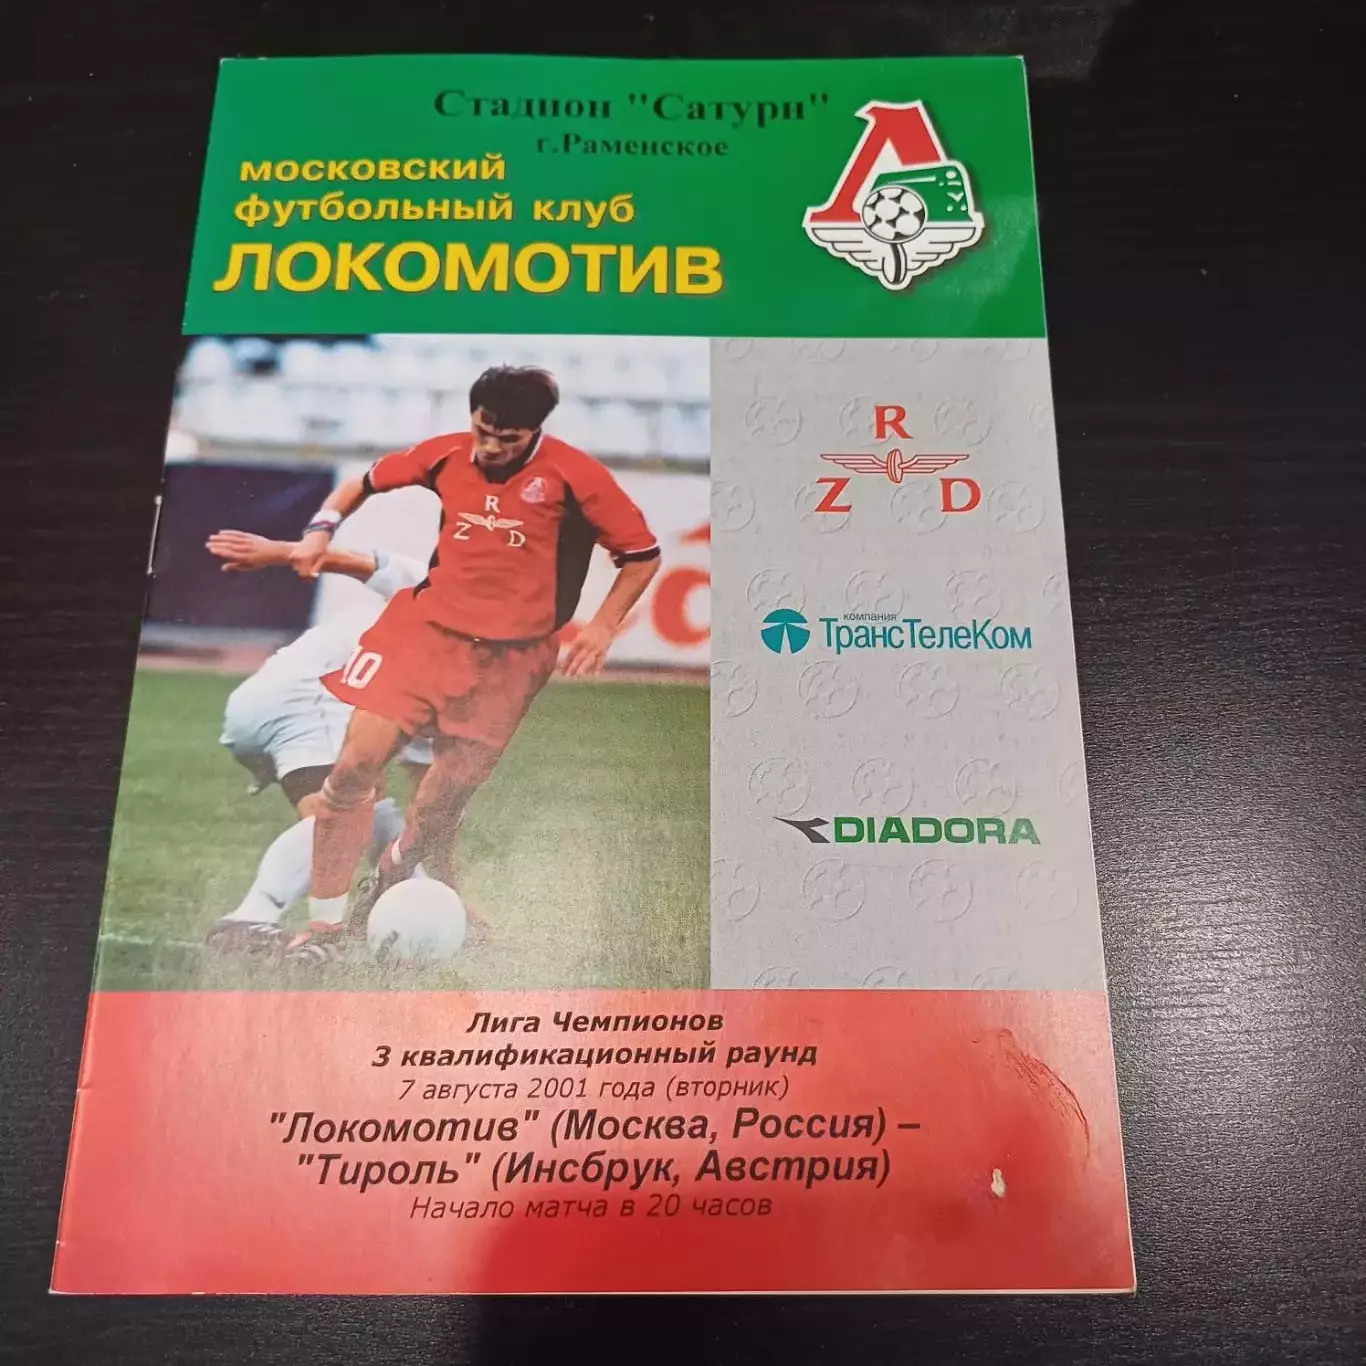 Стадион "Сатурн"
г.Раменское
МОСКОВСКИЙ
ФУТБОЛЬНЫЙ КЛУБ
ЛОКОМОТИВ
Л
R
Z D
R
Z D
10
КОМПАНИЯ
ТрансТелеКом
DIADORA
Лига Чемпионов
3 квалификационный раунд
7 августа 2001 года (вторник)
"Локомотив" (Москва, Россия) –
"Тироль" (Инсбрук, Австрия)
Начало матча в 20 часов